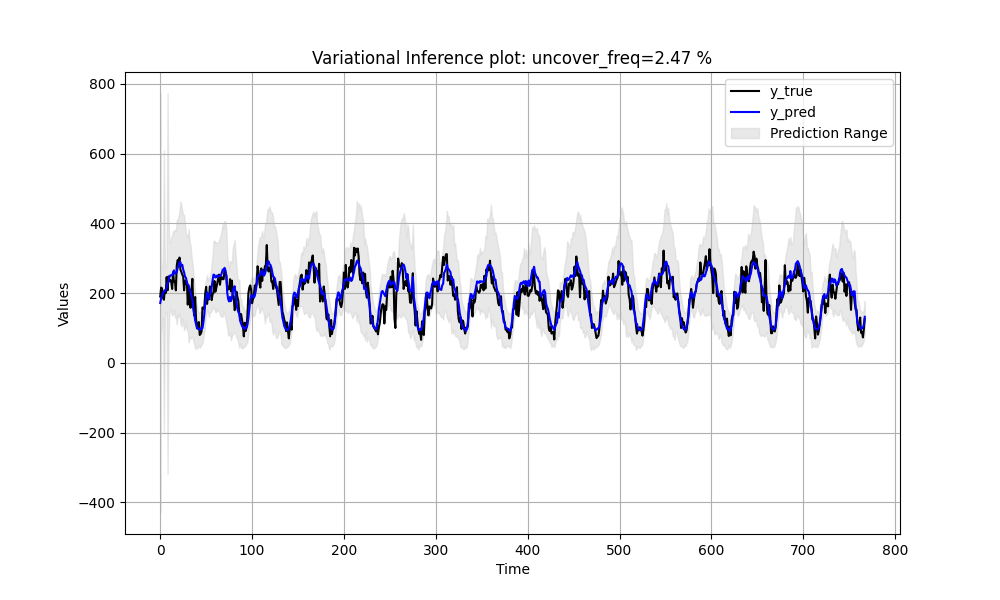 Variational Inference plot: uncover_freq=2.47 %
y_true
y_pred
Prediction Range
800
600
400
200
0
−200
−400
Values
0 100 200 300 400 500 600 700 800
Time